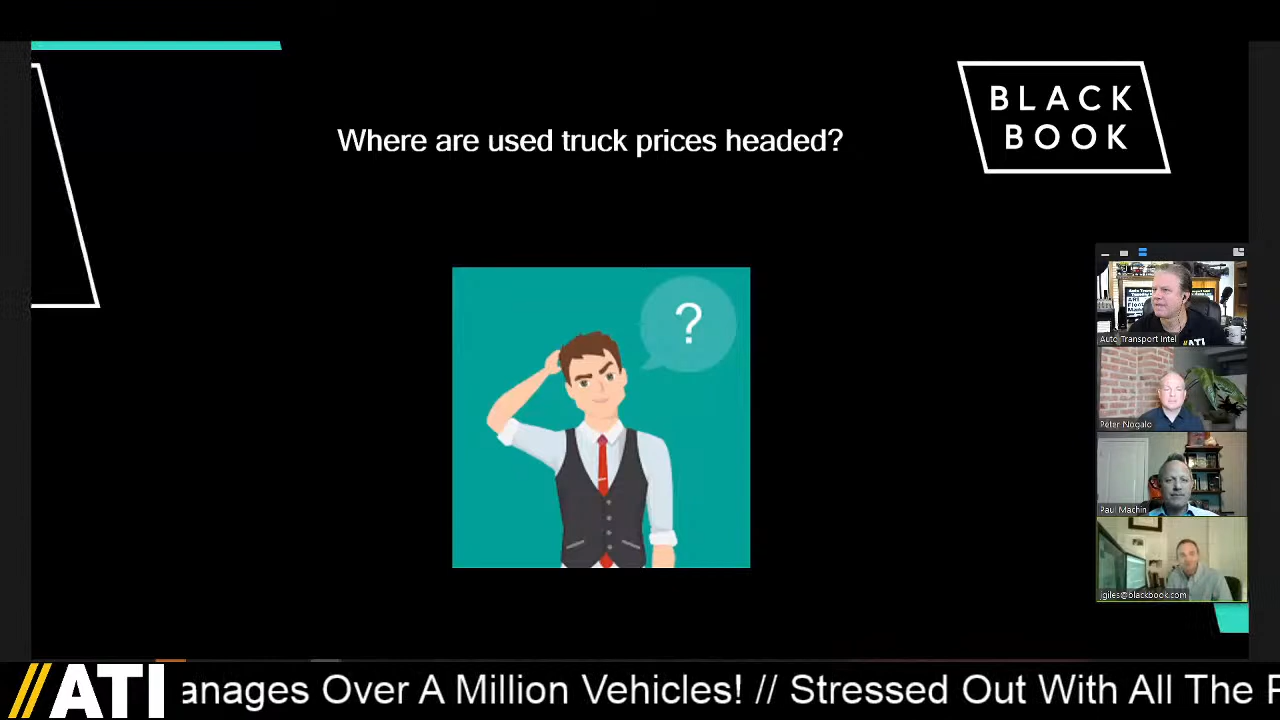 Where are used truck prices headed?
BLACK
BOOK
?
Auto Transport Intel
Peter Nogalo
Paul Machin
jgiles@blackbook.com
//ATI
anages Over A Million Vehicles! // Stressed Out With All The